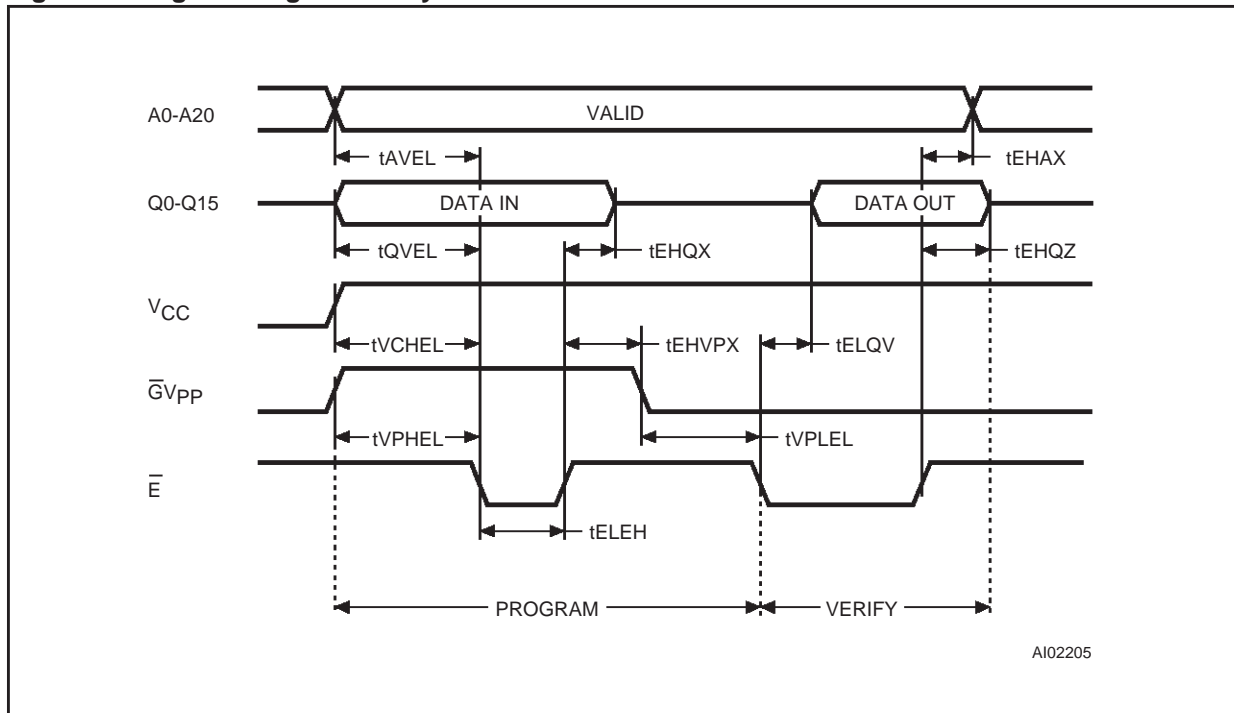 A0-A20
VALID
tAVEL
tEHAX
Q0-Q15
DATA IN
DATA OUT
tQVEL
tEHQX
tEHQZ
VCC
tVCHEL
tEHVPX
tELQV
G̅VPP
tVPHEL
tVPLEL
E̅
tELEH
PROGRAM
VERIFY
AI02205